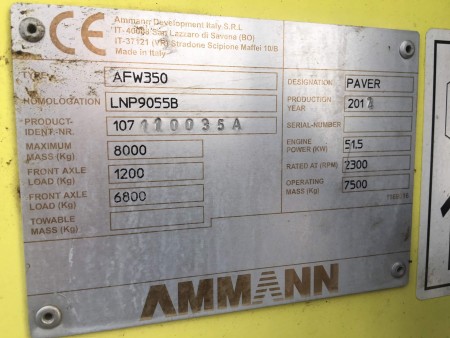 CE
Ammann Development Italy S.R.L
IT- 40068 San Lazzaro di Savena (BO)
IT-37121 (VR) Stradone Scipione Maffei 10/B
Made in Italy
TYPE AFW350
HOMOLOGATION LNP9055B
PRODUCT-IDENT.-NR. 107 120035A
MAXIMUM MASS (Kg) 8000
FRONT AXLE LOAD (Kg) 1200
FRONT AXLE LOAD (Kg) 6800
TOWABLE MASS (Kg)
DESIGNATION PAVER
PRODUCTION YEAR 2012
SERIAL-NUMBER
ENGINE POWER (KW) 51.5
RATED AT (RPM) 2300
OPERATING MASS (Kg) 7500
AMMANN